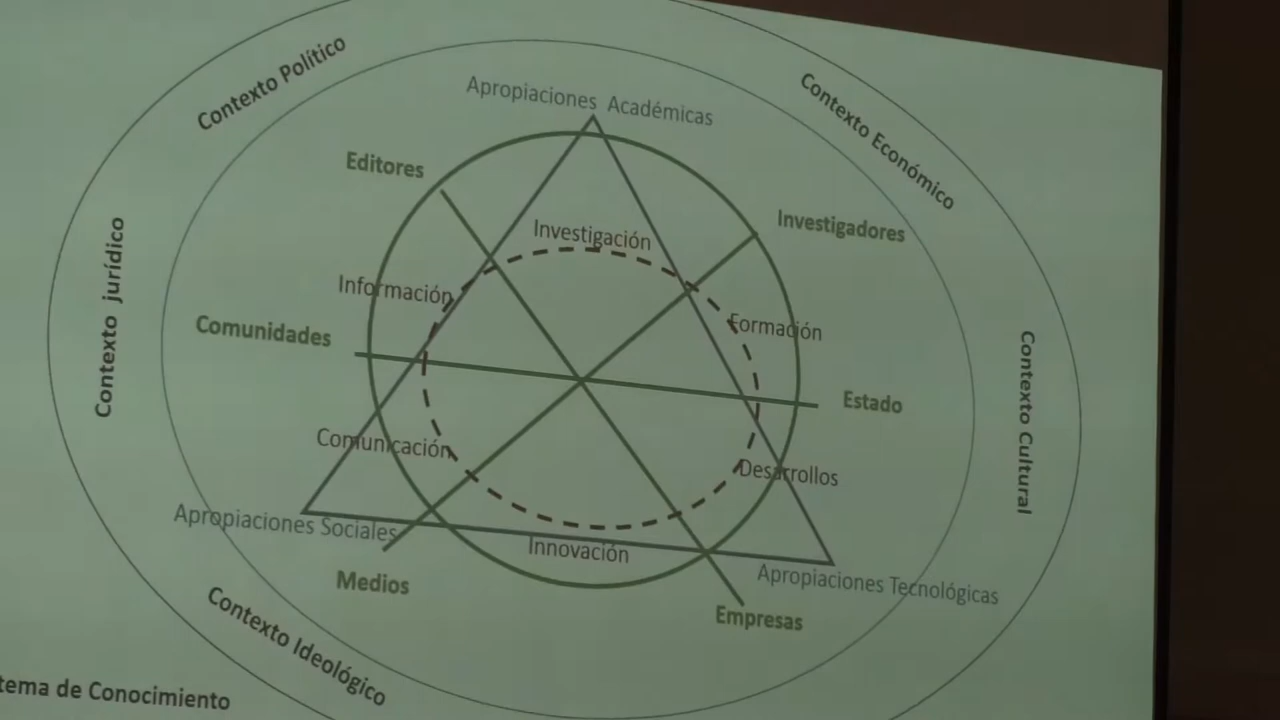 Contexto Político
Contexto Económico
Apropiaciones Académicas
Editores
Investigadores
Investigación
Contexto jurídico
Información
Formación
Comunidades
Estado
Contexto Cultural
Comunicación
Desarrollos
Apropiaciones Sociales
Innovación
Apropiaciones Tecnológicas
Medios
Empresas
Contexto Ideológico
tema de Conocimiento